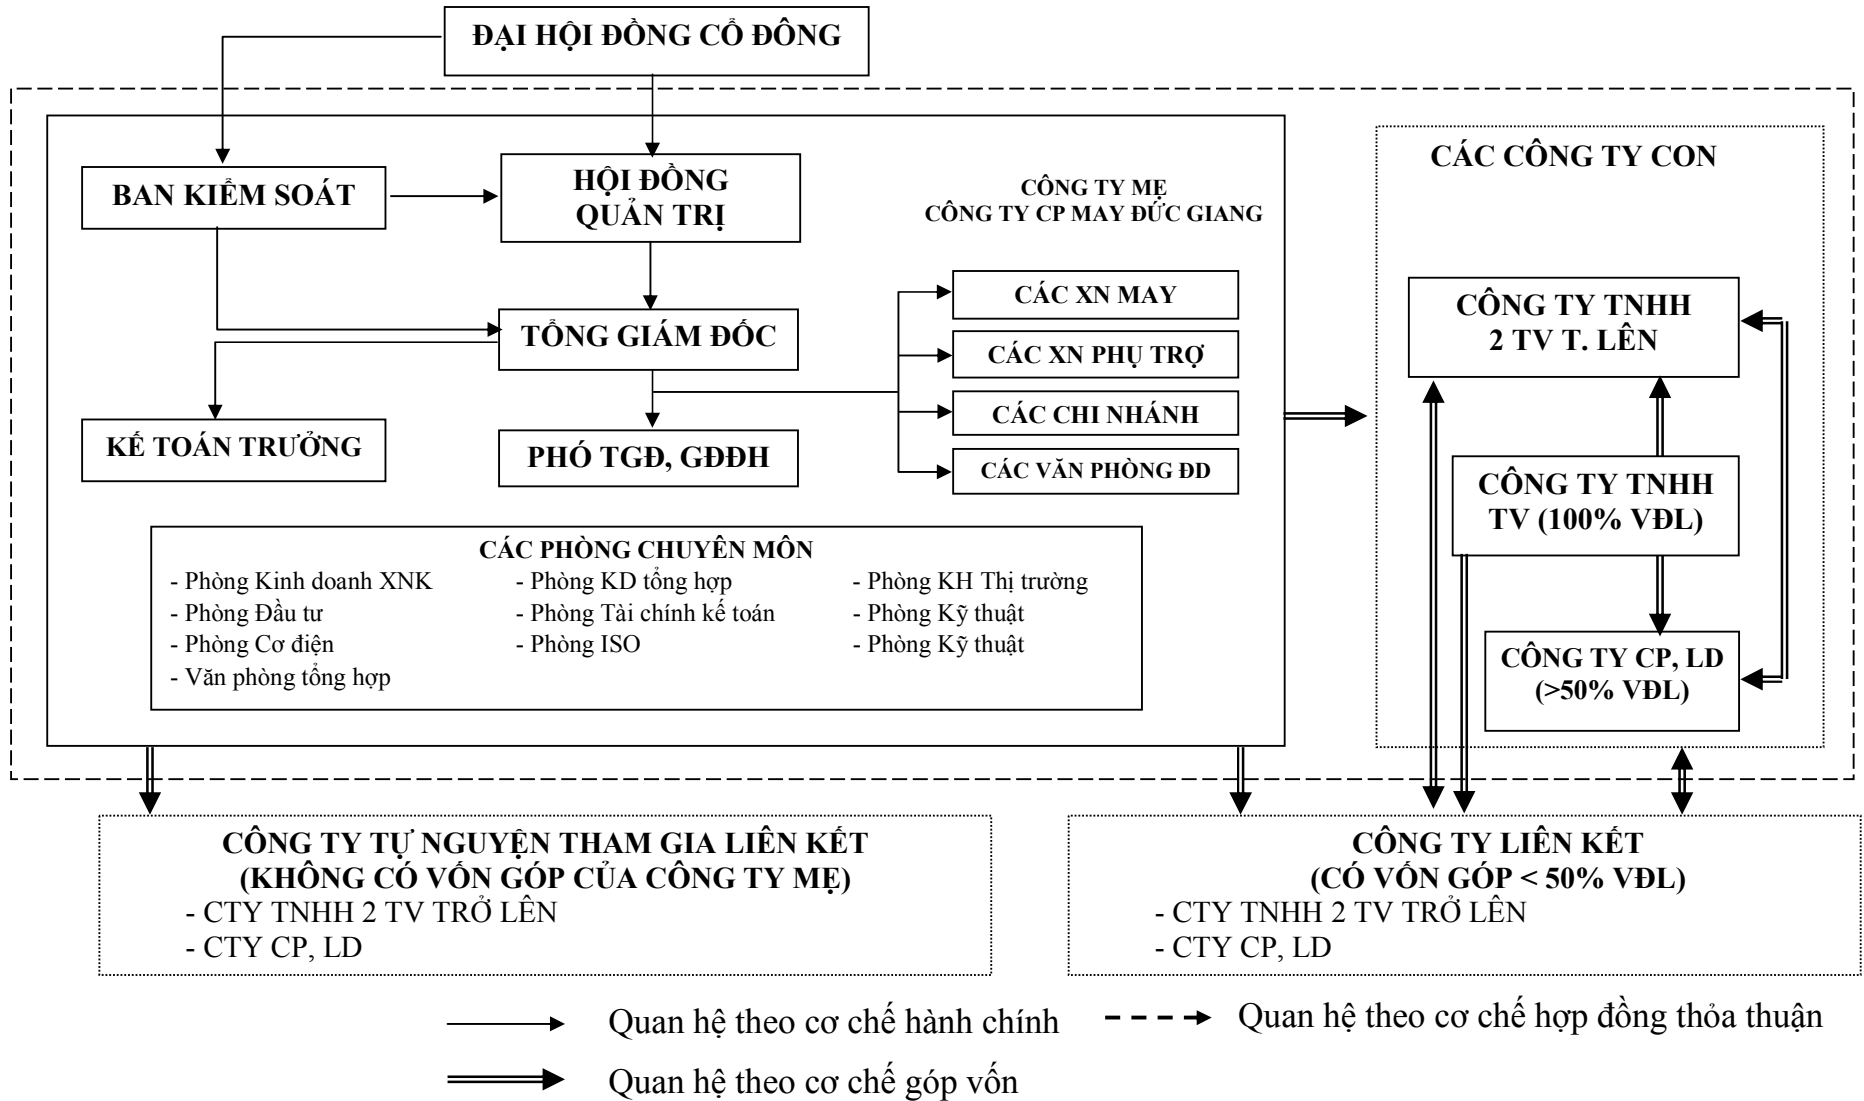 ĐẠI HỘI ĐỒNG CỔ ĐÔNG
BAN KIỂM SOÁT
HỘI ĐỒNG
QUẢN TRỊ
CÔNG TY MẸ
CÔNG TY CP MAY ĐỨC GIANG
TỔNG GIÁM ĐỐC
KẾ TOÁN TRƯỞNG
PHÓ TGĐ, GĐĐH
CÁC XN MAY
CÁC XN PHỤ TRỢ
CÁC CHI NHÁNH
CÁC VĂN PHÒNG ĐD
CÁC PHÒNG CHUYÊN MÔN
- Phòng Kinh doanh XNK
- Phòng Đầu tư
- Phòng Cơ điện
- Văn phòng tổng hợp
- Phòng KD tổng hợp
- Phòng Tài chính kế toán
- Phòng ISO
- Phòng KH Thị trường
- Phòng Kỹ thuật
- Phòng Kỹ thuật
CÁC CÔNG TY CON
CÔNG TY TNHH
2 TV T. LÊN
CÔNG TY TNHH
TV (100% VĐL)
CÔNG TY CP, LD
(>50% VĐL)
CÔNG TY TỰ NGUYỆN THAM GIA LIÊN KẾT
(KHÔNG CÓ VỐN GÓP CỦA CÔNG TY MẸ)
- CTY TNHH 2 TV TRỞ LÊN
- CTY CP, LD
CÔNG TY LIÊN KẾT
(CÓ VỐN GÓP < 50% VĐL)
- CTY TNHH 2 TV TRỞ LÊN
- CTY CP, LD
Quan hệ theo cơ chế hành chính
Quan hệ theo cơ chế hợp đồng thỏa thuận
Quan hệ theo cơ chế góp vốn